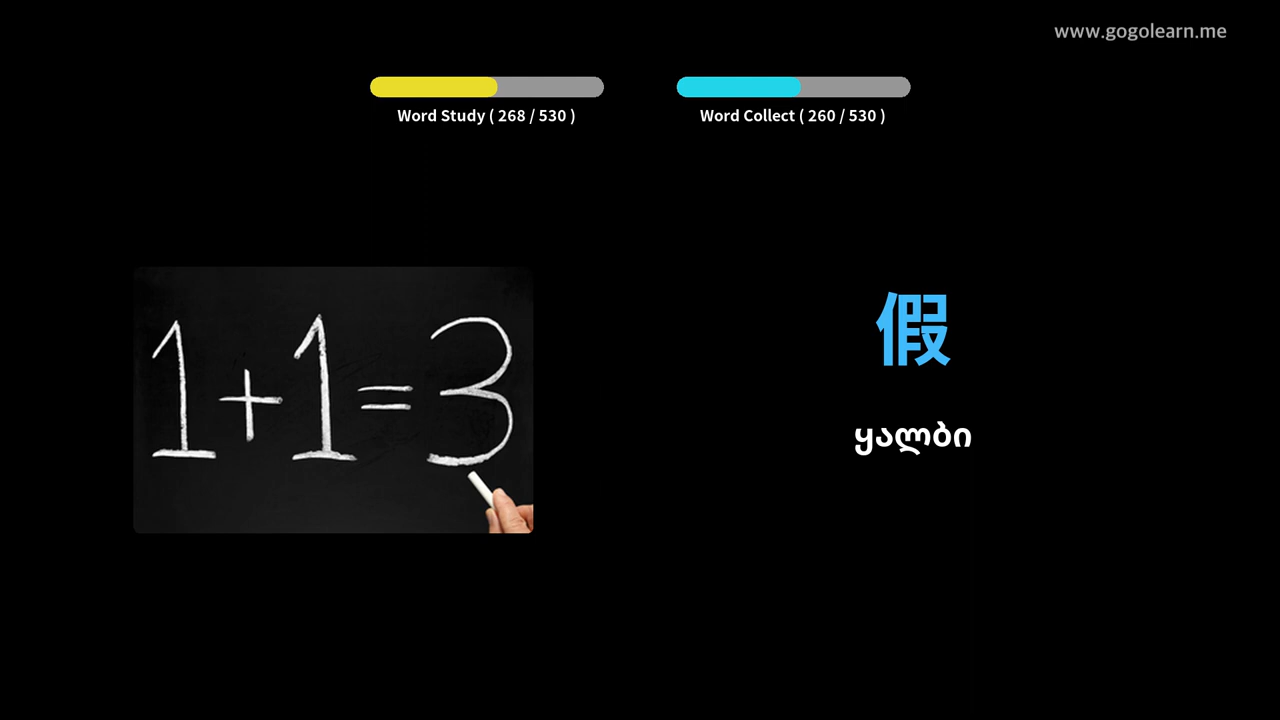 www.gogolearn.me
Word Study ( 268 / 530 )
Word Collect ( 260 / 530 )
1+1=3
假
ყალბი